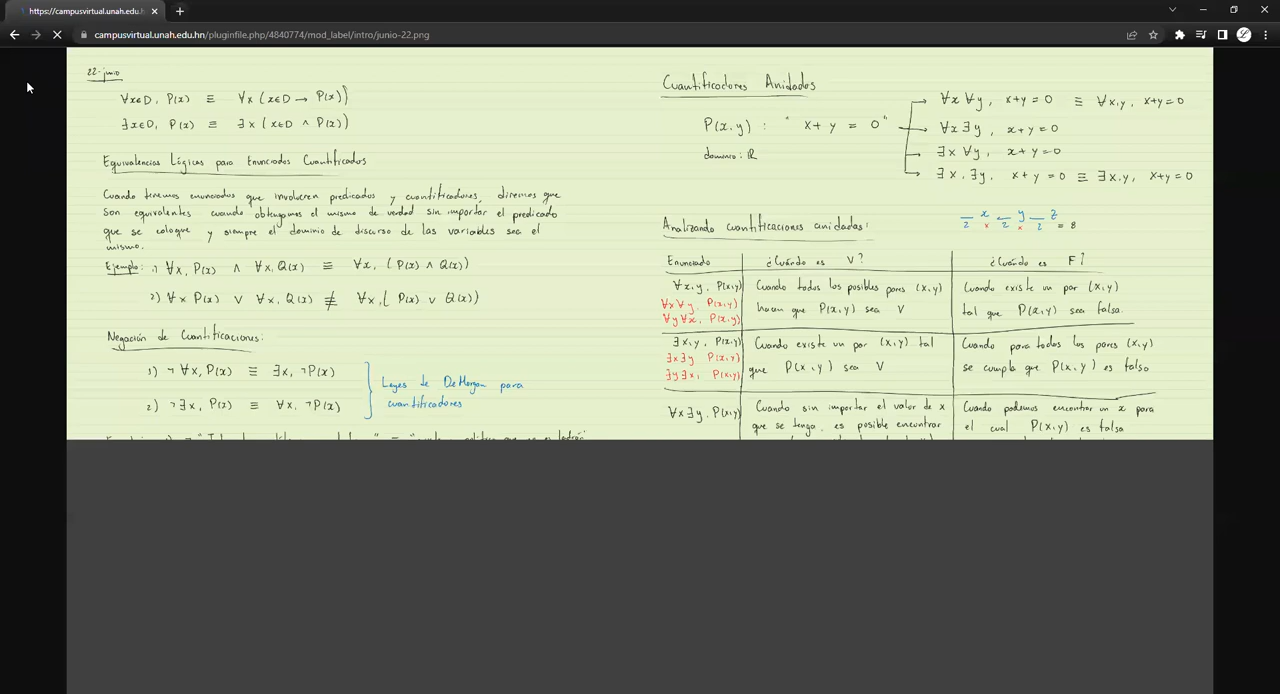 https://campusvirtual.unah.edu.h
campusvirtual.unah.edu.hn/pluginfile.php/4840774/mod_label/intro/junio-22.png
22-junio
∀x∈D, P(x) ≡ ∀x (x∈D → P(x))
∃x∈D, P(x) ≡ ∃x (x∈D ∧ P(x))
Equivalencias Lógicas para Enunciados Cuantificados
Cuando tenemos enunciados que involucren predicados y cuantificadores, diremos que
son equivalentes cuando obtengamos el mismo de verdad sin importar el predicado
que se coloque y siempre el dominio de discurso de las variables sea el
mismo.
Ejemplo: 1) ∀x, P(x) ∧ ∀x, Q(x) ≡ ∀x, (P(x) ∧ Q(x))
2) ∀x P(x) ∨ ∀x, Q(x) ≢ ∀x, (P(x) ∨ Q(x))
Negación de Cuantificaciones:
1) ¬∀x, P(x) ≡ ∃x, ¬P(x)
2) ¬∃x, P(x) ≡ ∀x, ¬P(x)
Leyes de DeMorgan para
cuantificadores
Cuantificadores Anidados
P(x,y) : " x+y = 0"
dominio: ℝ
∀x ∀y, x+y=0 ≡ ∀x,y, x+y=0
∀x ∃y, x+y=0
∃x ∀y, x+y=0
∃x, ∃y, x+y=0 ≡ ∃x,y, x+y=0
Analizando cuantificaciones anidadas:
x y z
2 x 2 x 2 = 8
Enunciado ¿Cuándo es V? ¿Cuándo es F?
∀x,y, P(x,y)
∀x∀y, P(x,y)
∀y∀x, P(x,y)
Cuando todos los posibles pares (x,y)
hacen que P(x,y) sea V
Cuando existe un par (x,y)
tal que P(x,y) sea falsa.
∃x,y, P(x,y)
∃x∃y P(x,y)
∃y∃x, P(x,y)
Cuando existe un par (x,y) tal
que P(x,y) sea V
Cuando para todos los pares (x,y)
se cumpla que P(x,y) es falso
∀x∃y, P(x,y)
Cuando sin importar el valor de x
que se tenga, es posible encontrar
Cuando podemos encontrar un x para
el cual P(x,y) es falsa